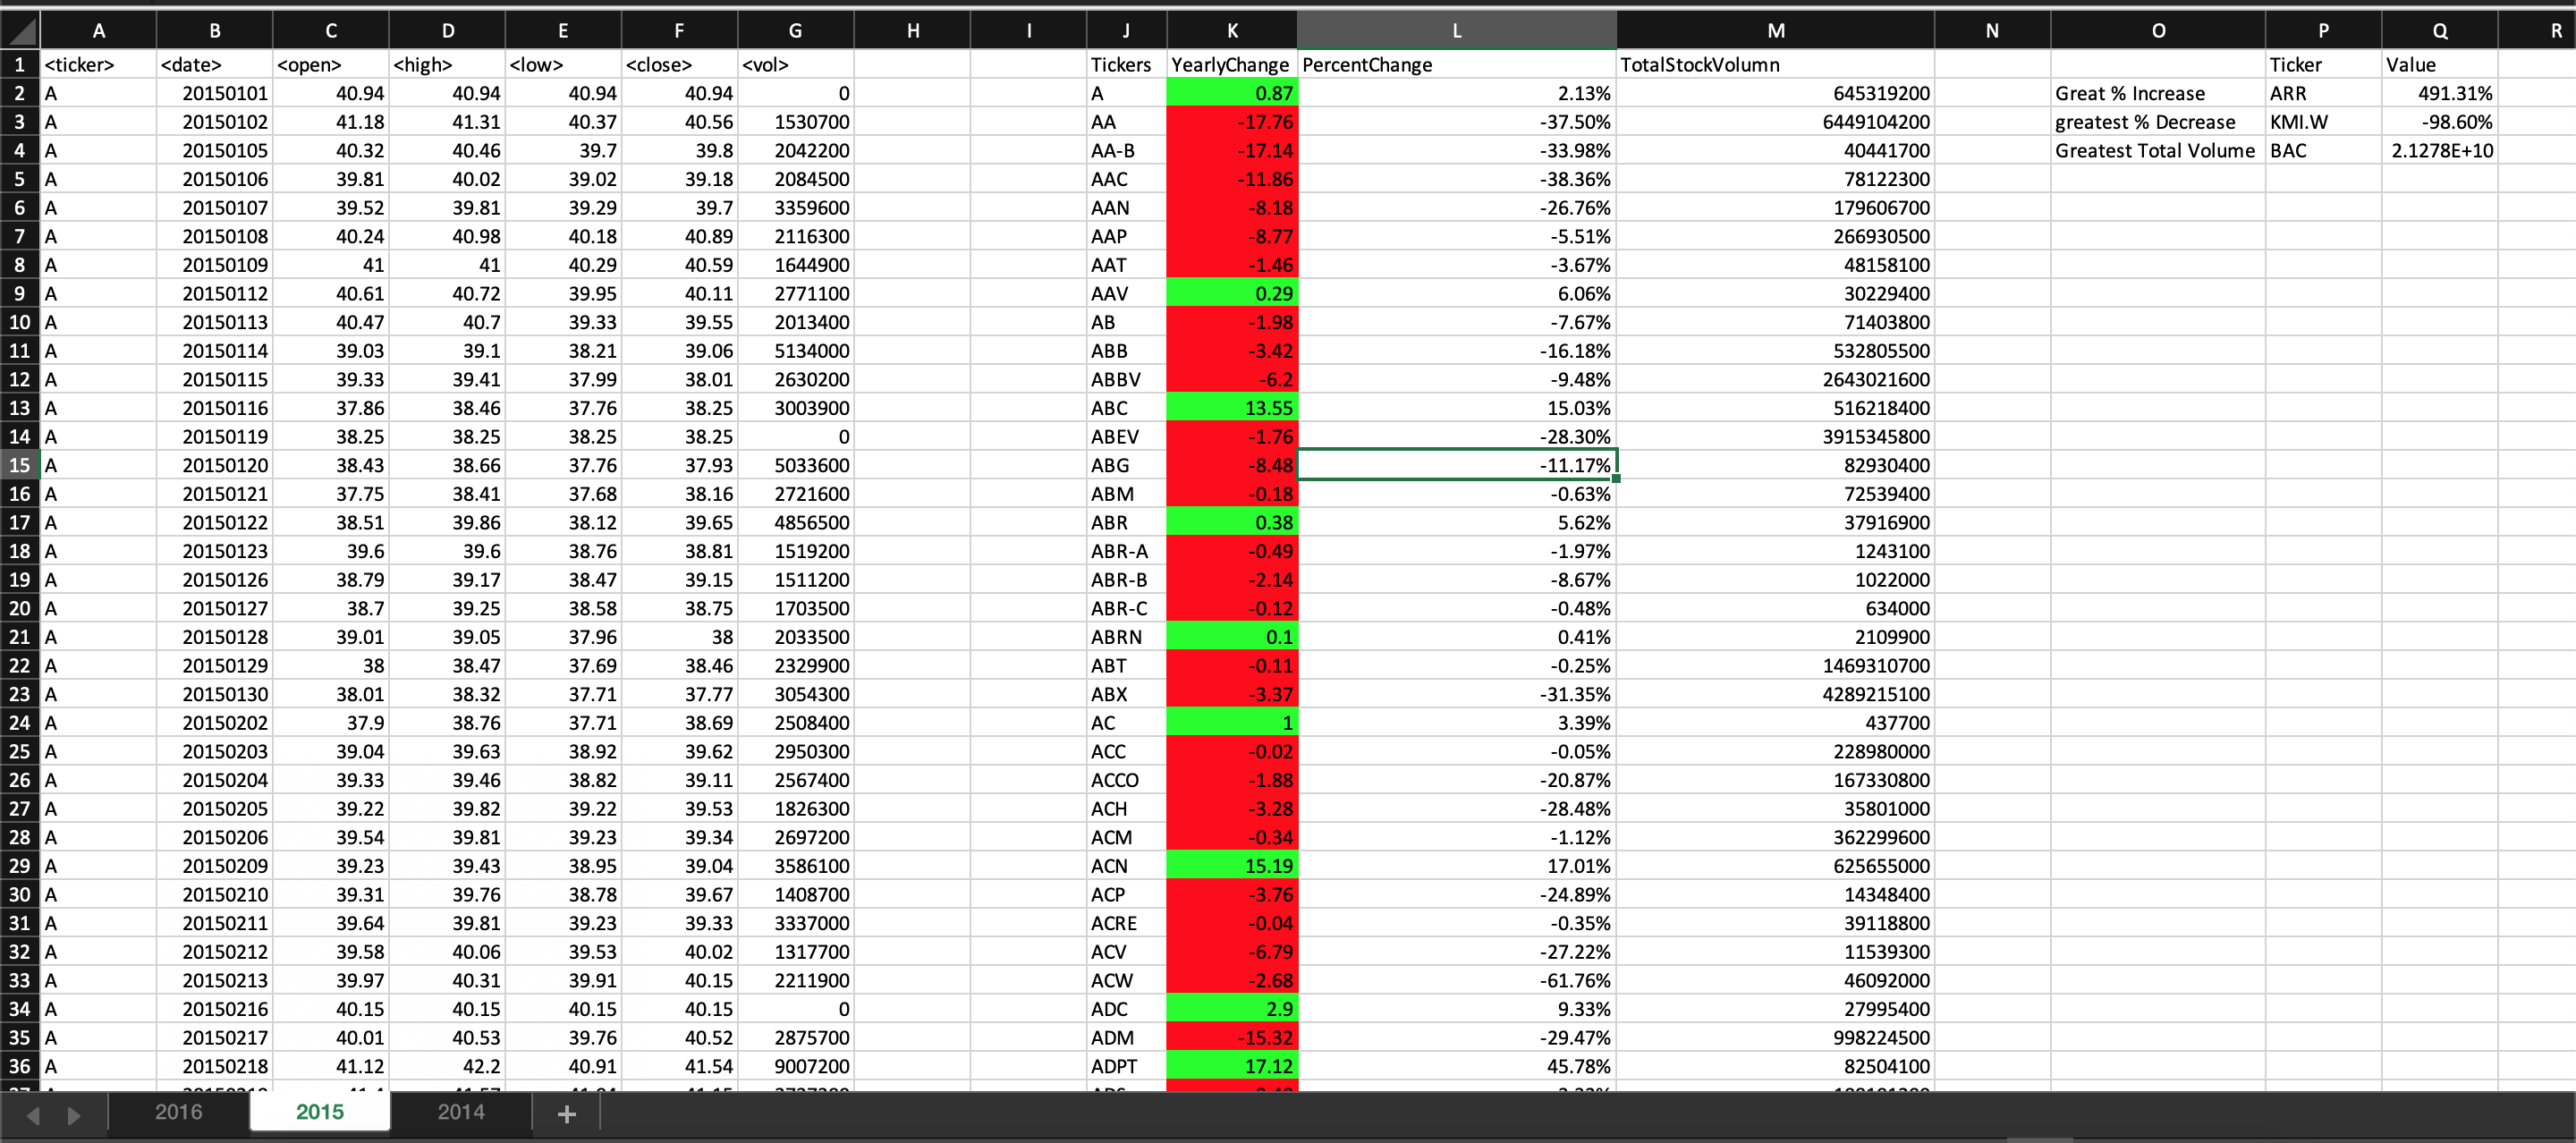 A B C D E F G H I J K L M N O P Q R
1 <ticker> <date> <open> <high> <low> <close> <vol> Tickers YearlyChange PercentChange TotalStockVolumn Ticker Value
2 A 20150101 40.94 40.94 40.94 40.94 0 A 0.87 2.13% 645319200 Great % Increase ARR 491.31%
3 A 20150102 41.18 41.31 40.37 40.56 1530700 AA -17.76 -37.50% 6449104200 greatest % Decrease KMI.W -98.60%
4 A 20150105 40.32 40.46 39.7 39.8 2042200 AA-B -17.14 -33.98% 40441700 Greatest Total Volume BAC 2.1278E+10
5 A 20150106 39.81 40.02 39.02 39.18 2084500 AAC -11.86 -38.36% 78122300
6 A 20150107 39.52 39.81 39.29 39.7 3359600 AAN -8.18 -26.76% 179606700
7 A 20150108 40.24 40.98 40.18 40.89 2116300 AAP -8.77 -5.51% 266930500
8 A 20150109 41 41 40.29 40.59 1644900 AAT -1.46 -3.67% 48158100
9 A 20150112 40.61 40.72 39.95 40.11 2771100 AAV 0.29 6.06% 30229400
10 A 20150113 40.47 40.7 39.33 39.55 2013400 AB -1.98 -7.67% 71403800
11 A 20150114 39.03 39.1 38.21 39.06 5134000 ABB -3.42 -16.18% 532805500
12 A 20150115 39.33 39.41 37.99 38.01 2630200 ABBV -6.2 -9.48% 2643021600
13 A 20150116 37.86 38.46 37.76 38.25 3003900 ABC 13.55 15.03% 516218400
14 A 20150119 38.25 38.25 38.25 38.25 0 ABEV -1.76 -28.30% 3915345800
15 A 20150120 38.43 38.66 37.76 37.93 5033600 ABG -8.48 -11.17% 82930400
16 A 20150121 37.75 38.41 37.68 38.16 2721600 ABM -0.18 -0.63% 72539400
17 A 20150122 38.51 39.86 38.12 39.65 4856500 ABR 0.38 5.62% 37916900
18 A 20150123 39.6 39.6 38.76 38.81 1519200 ABR-A -0.49 -1.97% 1243100
19 A 20150126 38.79 39.17 38.47 39.15 1511200 ABR-B -2.14 -8.67% 1022000
20 A 20150127 38.7 39.25 38.58 38.75 1703500 ABR-C -0.12 -0.48% 634000
21 A 20150128 39.01 39.05 37.96 38 2033500 ABRN 0.1 0.41% 2109900
22 A 20150129 38 38.47 37.69 38.46 2329900 ABT -0.11 -0.25% 1469310700
23 A 20150130 38.01 38.32 37.71 37.77 3054300 ABX -3.37 -31.35% 4289215100
24 A 20150202 37.9 38.76 37.71 38.69 2508400 AC 1 3.39% 437700
25 A 20150203 39.04 39.63 38.92 39.62 2950300 ACC -0.02 -0.05% 228980000
26 A 20150204 39.33 39.46 38.82 39.11 2567400 ACCO -1.88 -20.87% 167330800
27 A 20150205 39.22 39.82 39.22 39.53 1826300 ACH -3.28 -28.48% 35801000
28 A 20150206 39.54 39.81 39.23 39.34 2697200 ACM -0.34 -1.12% 362299600
29 A 20150209 39.23 39.43 38.95 39.04 3586100 ACN 15.19 17.01% 625655000
30 A 20150210 39.31 39.76 38.78 39.67 1408700 ACP -3.76 -24.89% 14348400
31 A 20150211 39.64 39.81 39.23 39.33 3337000 ACRE -0.04 -0.35% 39118800
32 A 20150212 39.58 40.06 39.53 40.02 1317700 ACV -6.79 -27.22% 11539300
33 A 20150213 39.97 40.31 39.91 40.15 2211900 ACW -2.68 -61.76% 46092000
34 A 20150216 40.15 40.15 40.15 40.15 0 ADC 2.9 9.33% 27995400
35 A 20150217 40.01 40.53 39.76 40.52 2875700 ADM -15.32 -29.47% 998224500
36 A 20150218 41.12 42.2 40.91 41.54 9007200 ADPT 17.12 45.78% 82504100
2016 2015 2014 +